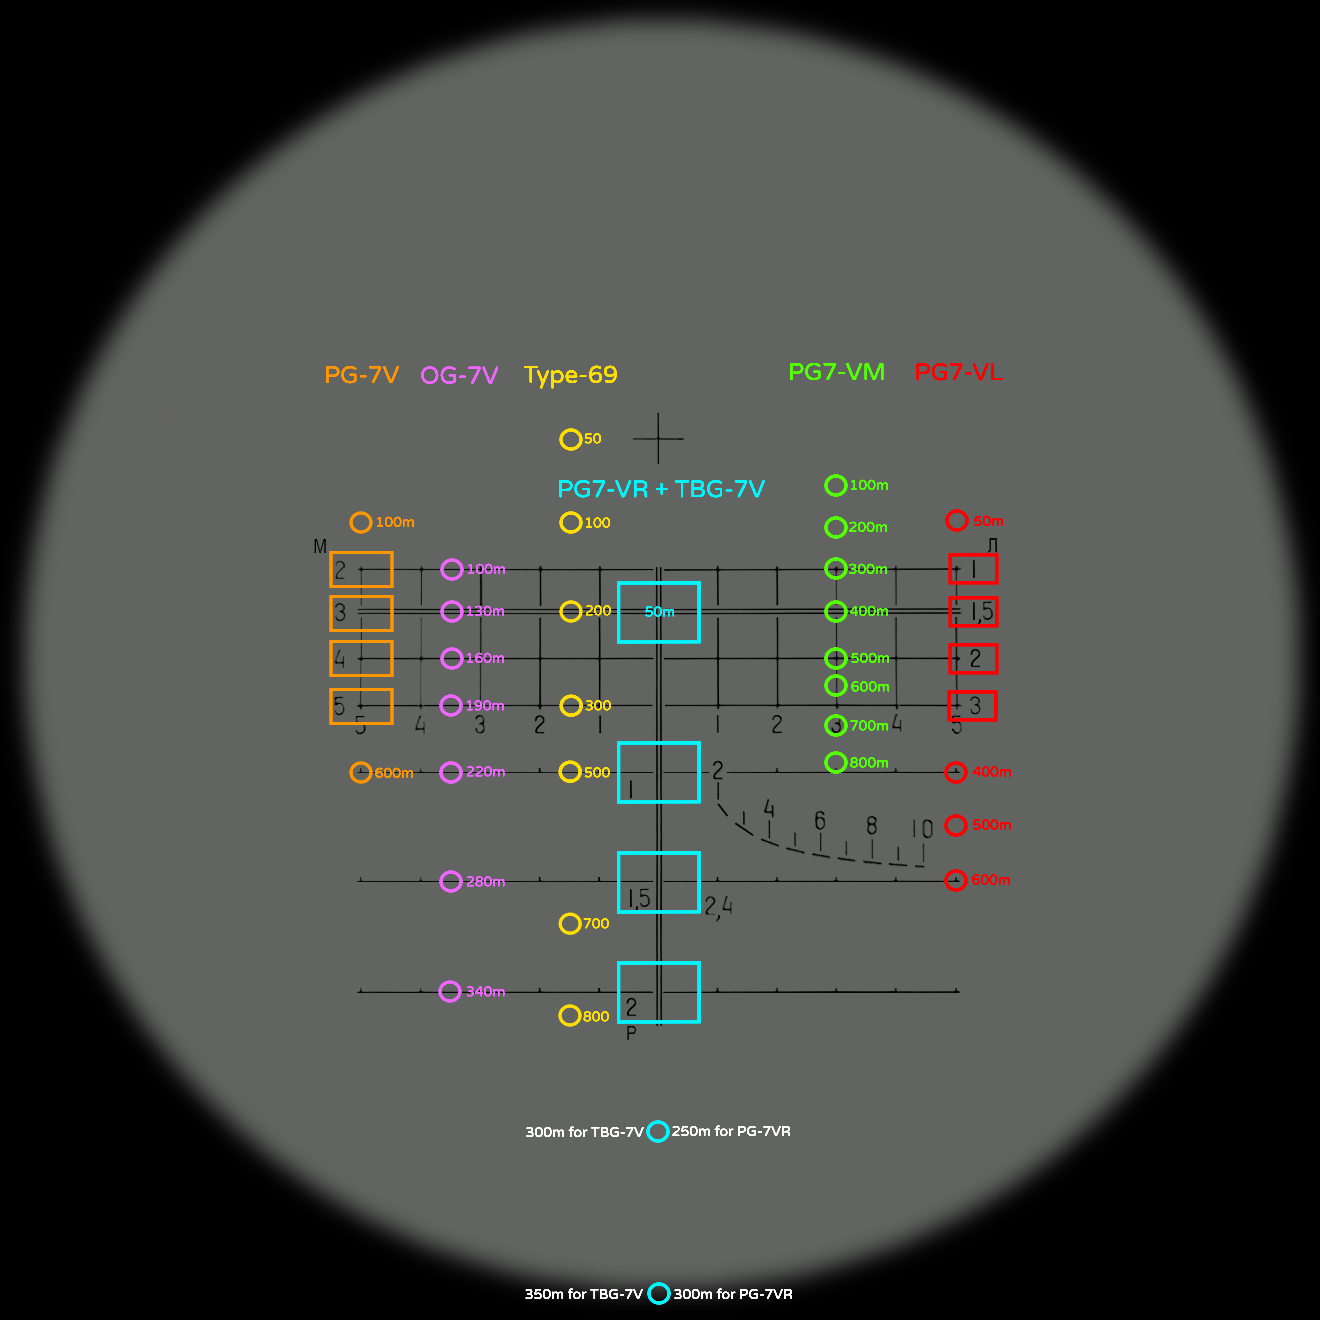 PG-7V OG-7V Type-69 PG7-VM PG7-VL
50
PG7-VR + TBG-7V 100m
100m 100 200m 50m
М Л
2 100m 300m 1
3 130m 200 50m 400m 1,5
4 160m 500m 2
600m
5 190m 300 3
5 4 3 2 1 1 2 3 700m 4 5
600m 220m 500 2 800m 400m
1
4 6 8 10 500m
280m 600m
1,5 2,4
700
340m
2 800
Р
300m for TBG-7V 250m for PG-7VR
350m for TBG-7V 300m for PG-7VR